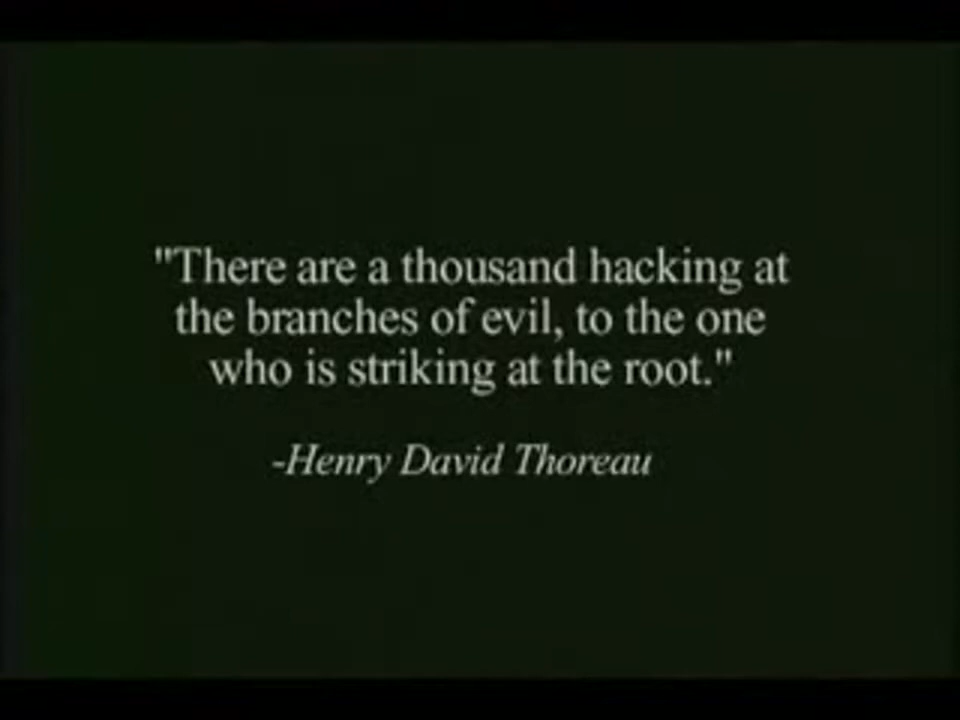 "There are a thousand hacking at
the branches of evil, to the one
who is striking at the root."
-Henry David Thoreau